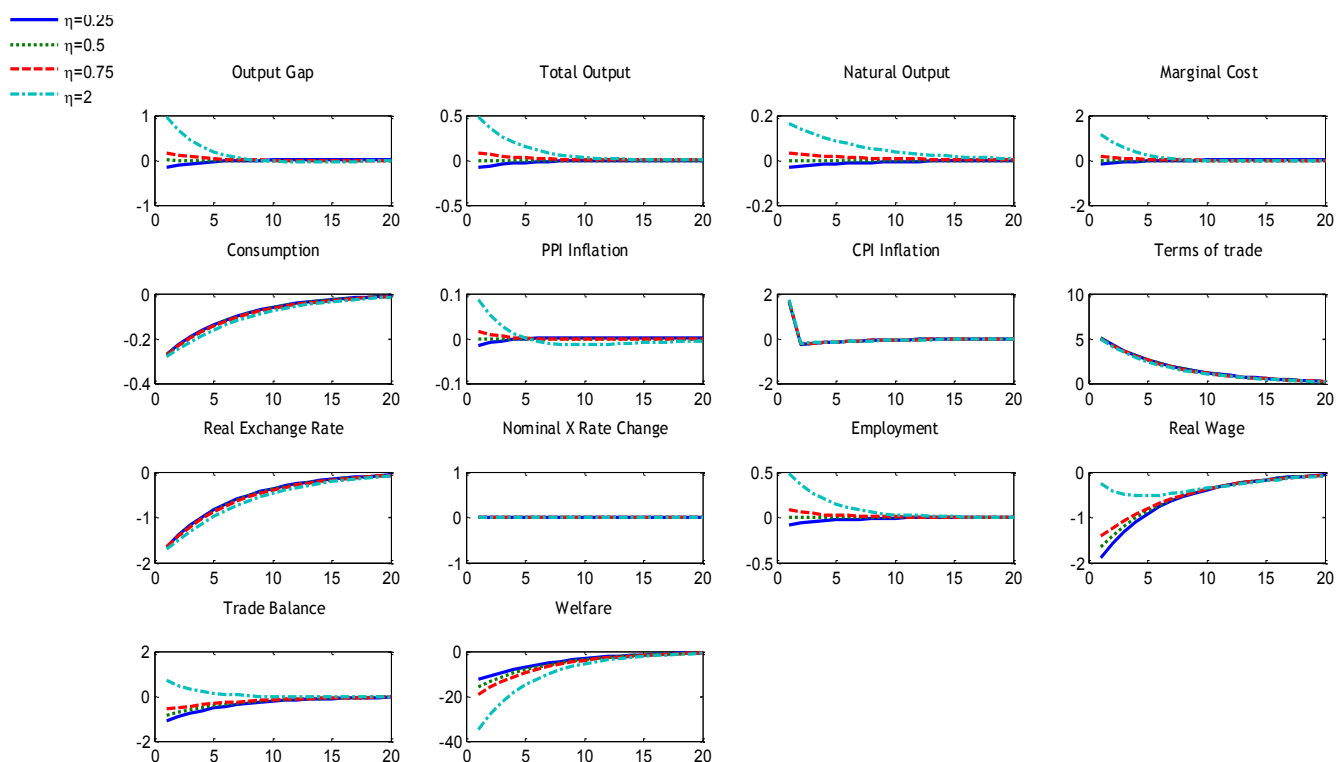 η=0.25
η=0.5
η=0.75
η=2
Output Gap
Total Output
Natural Output
Marginal Cost
1
0
-1
0 5 10 15 20
0.5
0
-0.5
0 5 10 15 20
0.2
0
-0.2
0 5 10 15 20
2
0
-2
0 5 10 15 20
Consumption
PPI Inflation
CPI Inflation
Terms of trade
0
-0.2
-0.4
0 5 10 15 20
0.1
0
-0.1
0 5 10 15 20
2
0
-2
0 5 10 15 20
10
5
0
0 5 10 15 20
Real Exchange Rate
Nominal X Rate Change
Employment
Real Wage
0
-1
-2
0 5 10 15 20
1
0
-1
0 5 10 15 20
0.5
0
-0.5
0 5 10 15 20
0
-1
-2
0 5 10 15 20
Trade Balance
Welfare
2
0
-2
0 5 10 15 20
0
-20
-40
0 5 10 15 20